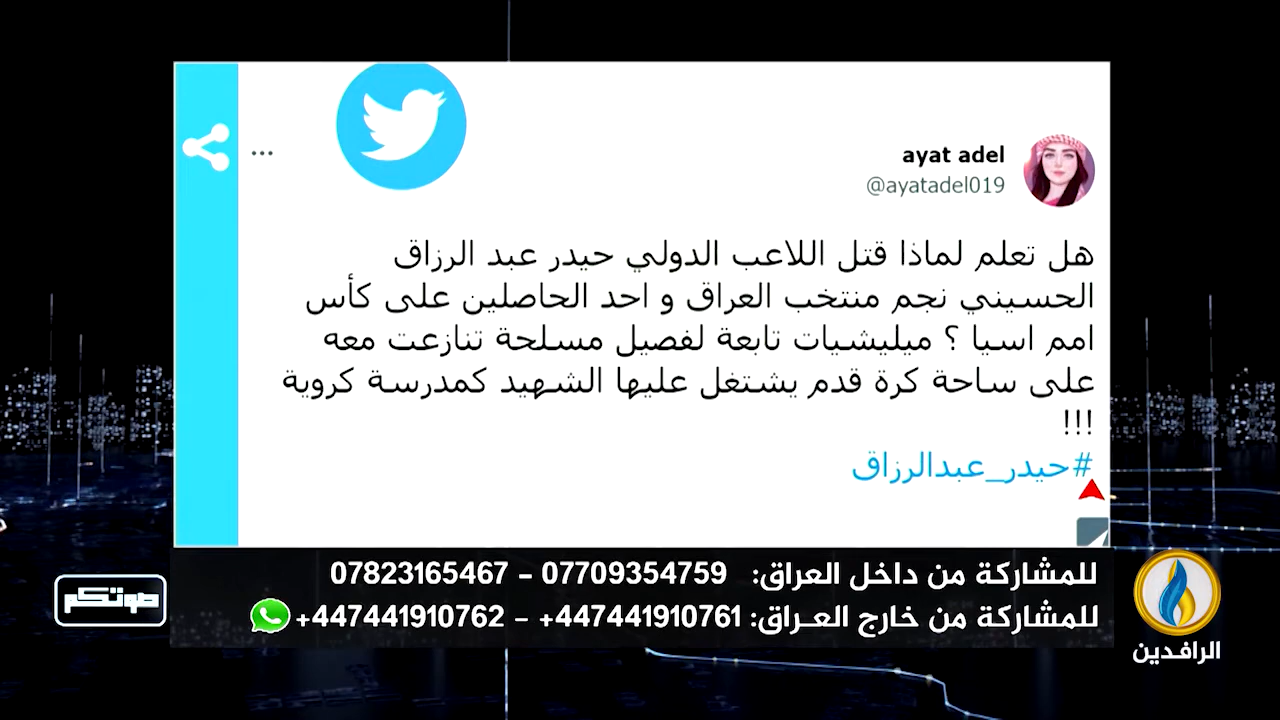 ...
ayat adel
@ayatadel019
هل تعلم لماذا قتل اللاعب الدولي حيدر عبد الرزاق
الحسيني نجم منتخب العراق و احد الحاصلين على كأس
امم اسيا ؟ ميليشيات تابعة لفصيل مسلحة تنازعت معه
على ساحة كرة قدم يشتغل عليها الشهيد كمدرسة كروية
!!!
#حيدر_عبدالرزاق
للمشاركة من داخل العراق: 07709354759 - 07823165467
للمشاركة من خارج العـراق: 447441910761+ - 447441910762+
صوتكم
الرافدين